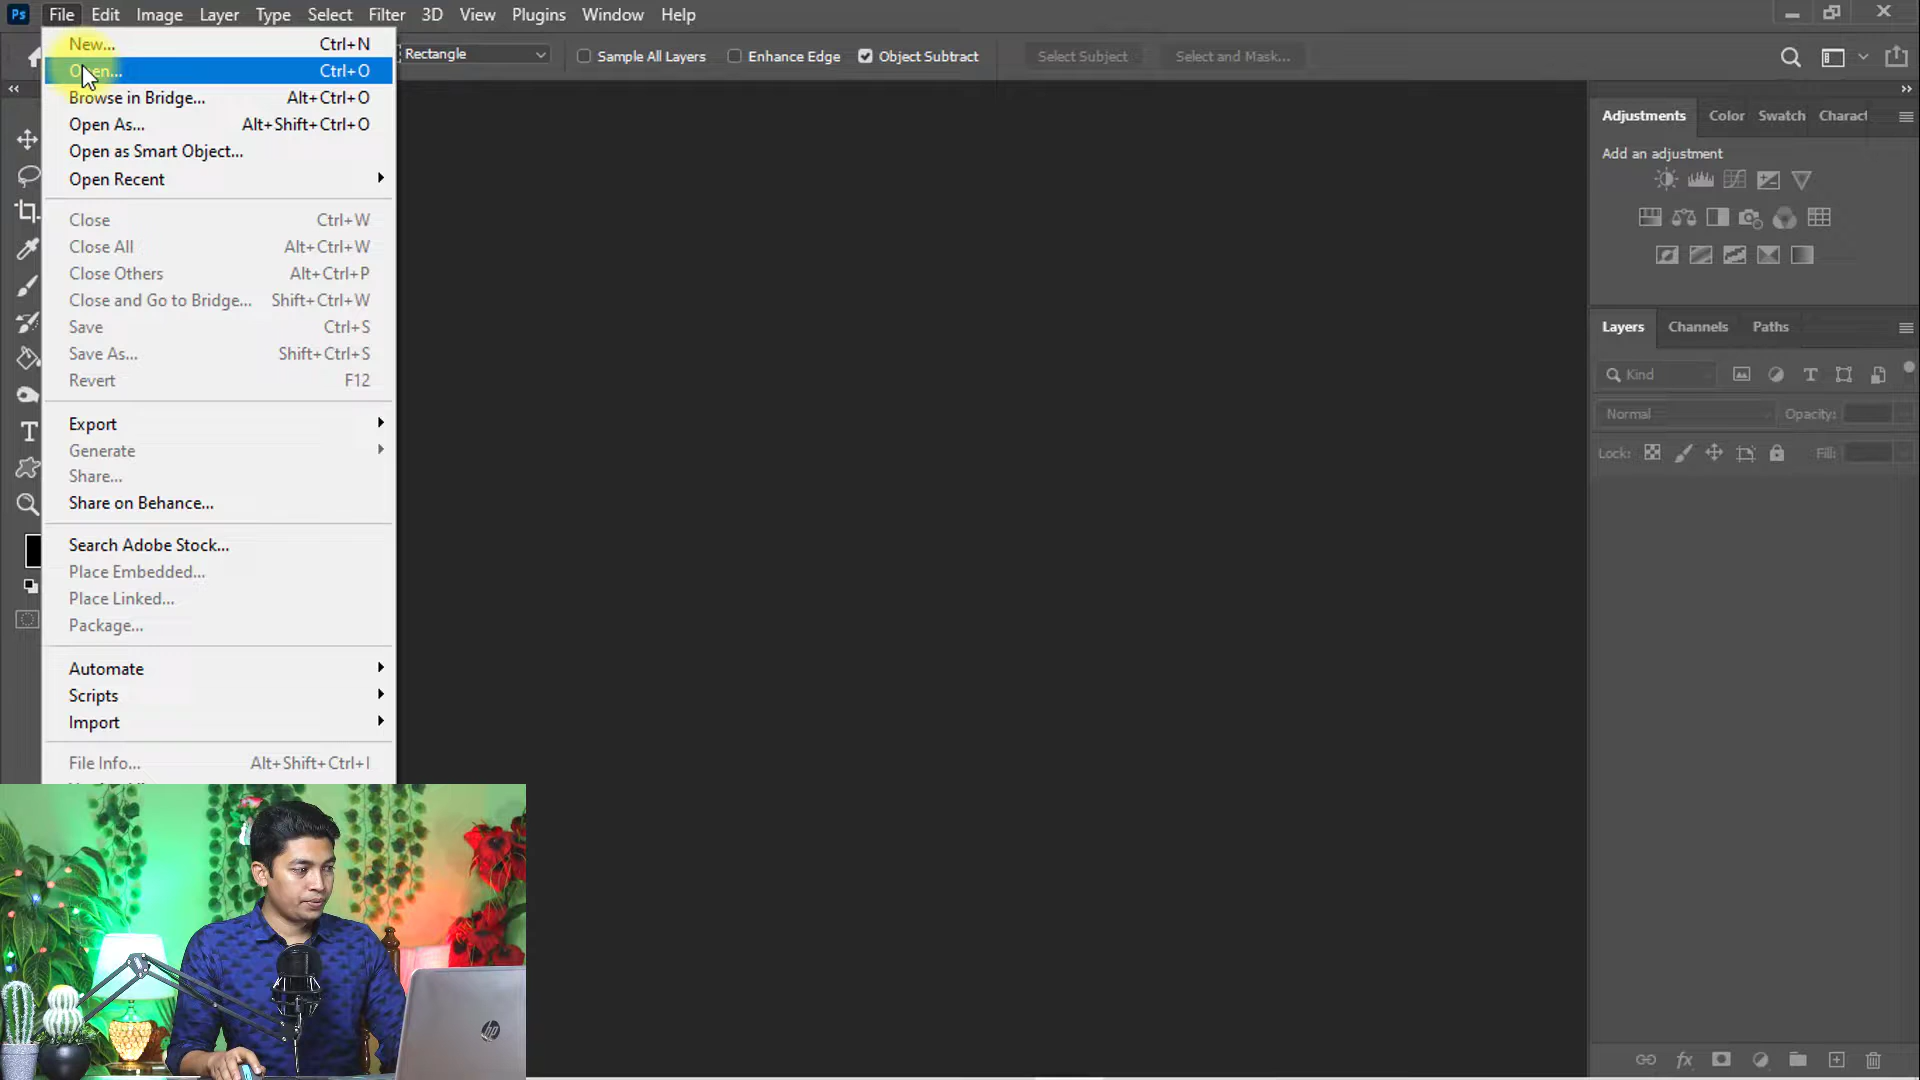 Ps File Edit Image Layer Type Select Filter 3D View Plugins Window Help
Rectangle Sample All Layers Enhance Edge Object Subtract Select Subject Select and Mask...
New... Ctrl+N
Open... Ctrl+O
Browse in Bridge... Alt+Ctrl+O
Open As... Alt+Shift+Ctrl+O
Open as Smart Object...
Open Recent
Close Ctrl+W
Close All Alt+Ctrl+W
Close Others Alt+Ctrl+P
Close and Go to Bridge... Shift+Ctrl+W
Save Ctrl+S
Save As... Shift+Ctrl+S
Revert F12
Export
Generate
Share...
Share on Behance...
Search Adobe Stock...
Place Embedded...
Place Linked...
Package...
Automate
Scripts
Import
File Info... Alt+Shift+Ctrl+I
Adjustments Color Swatch Charact
Add an adjustment
Layers Channels Paths
Kind
Normal Opacity:
Lock: Fill:
fx
hp